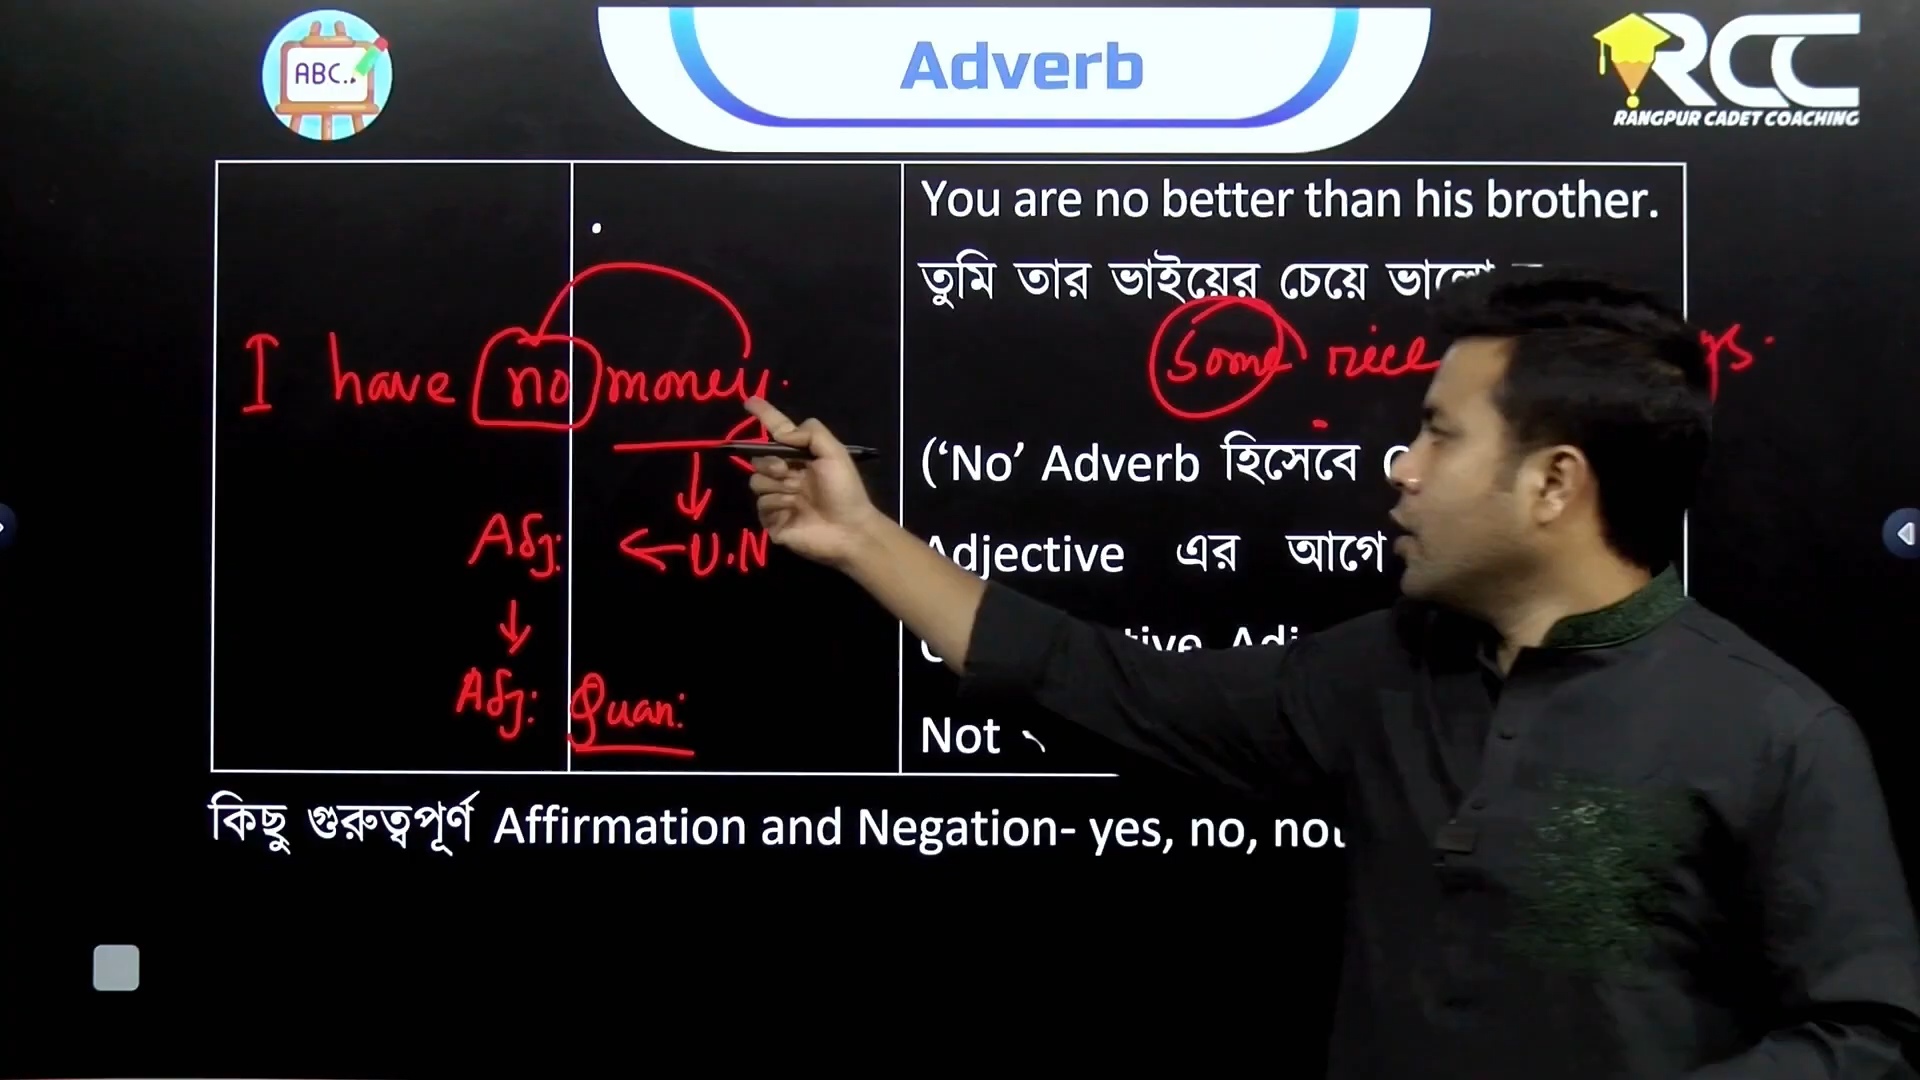 ABC..
Adverb
RCC
RANGPUR CADET COACHING
You are no better than his brother.
তুমি তার ভাইয়ের চেয়ে
Some rice
I have no money.
('No' Adverb হিসেবে
Adj: ← U.N
Adjective এর আগে
Adj: Quan:
Not
কিছু গুরুত্বপূর্ণ Affirmation and Negation- yes, no,